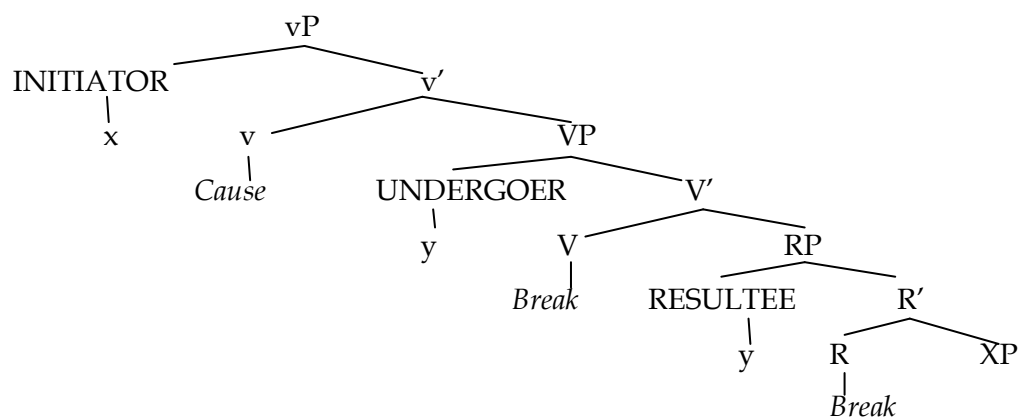 vP
INITIATOR v'
x v VP
Cause UNDERGOER V'
y V RP
Break RESULTEE R'
y R XP
Break